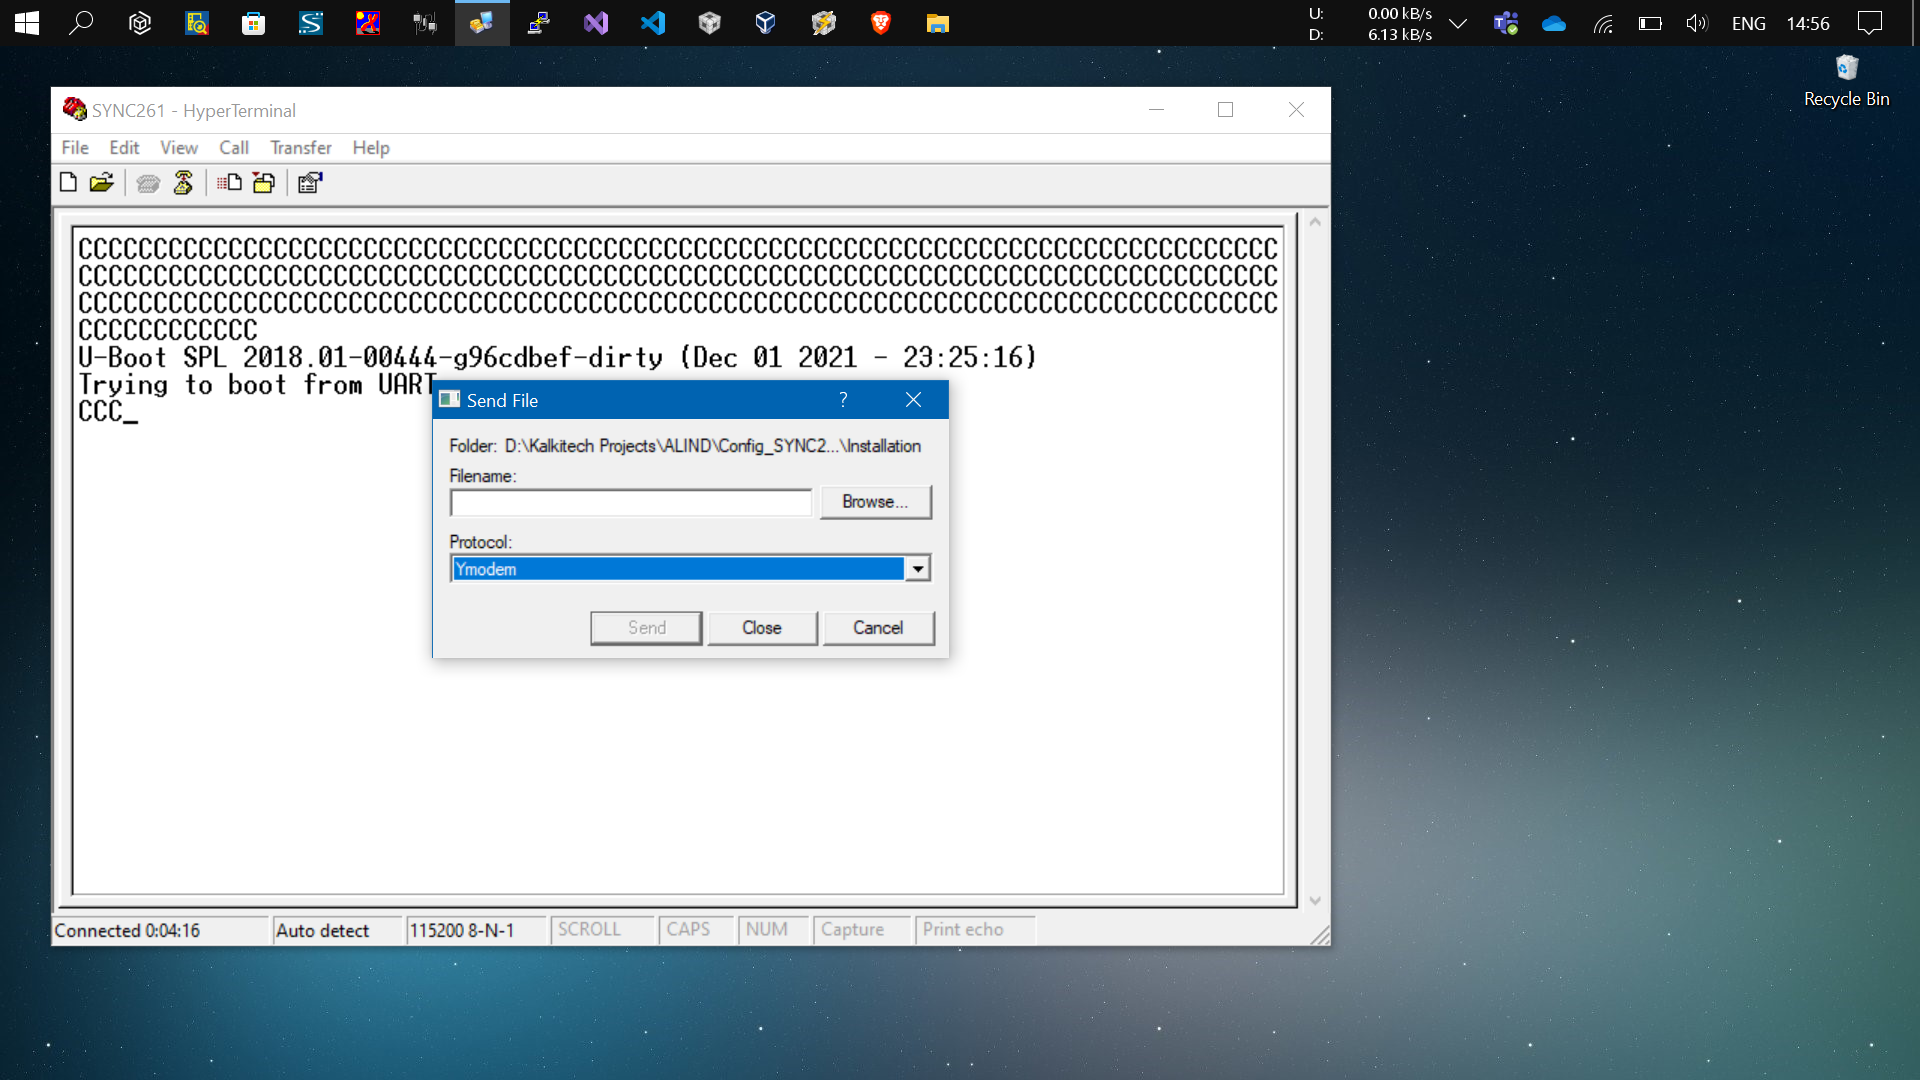 U: 0.00 kB/s
D: 6.13 kB/s
ENG
14:56
Recycle Bin
SYNC261 - HyperTerminal
File Edit View Call Transfer Help
CCCCCCCCCCCCCCCCCCCCCCCCCCCCCCCCCCCCCCCCCCCCCCCCCCCCCCCCCCCCCCCCCCCCCCCCCCCCCCCC
CCCCCCCCCCCCCCCCCCCCCCCCCCCCCCCCCCCCCCCCCCCCCCCCCCCCCCCCCCCCCCCCCCCCCCCCCCCCCCCC
CCCCCCCCCCCCCCCCCCCCCCCCCCCCCCCCCCCCCCCCCCCCCCCCCCCCCCCCCCCCCCCCCCCCCCCCCCCCCCCC
CCCCCCCCCCCC
U-Boot SPL 2018.01-00444-g96cdbef-dirty (Dec 01 2021 - 23:25:16)
Trying to boot from UART
CCC_
Send File
Folder: D:\Kalkitech Projects\ALIND\Config_SYNC2...\Installation
Filename:
Browse...
Protocol:
Ymodem
Send Close Cancel
Connected 0:04:16 Auto detect 115200 8-N-1 SCROLL CAPS NUM Capture Print echo